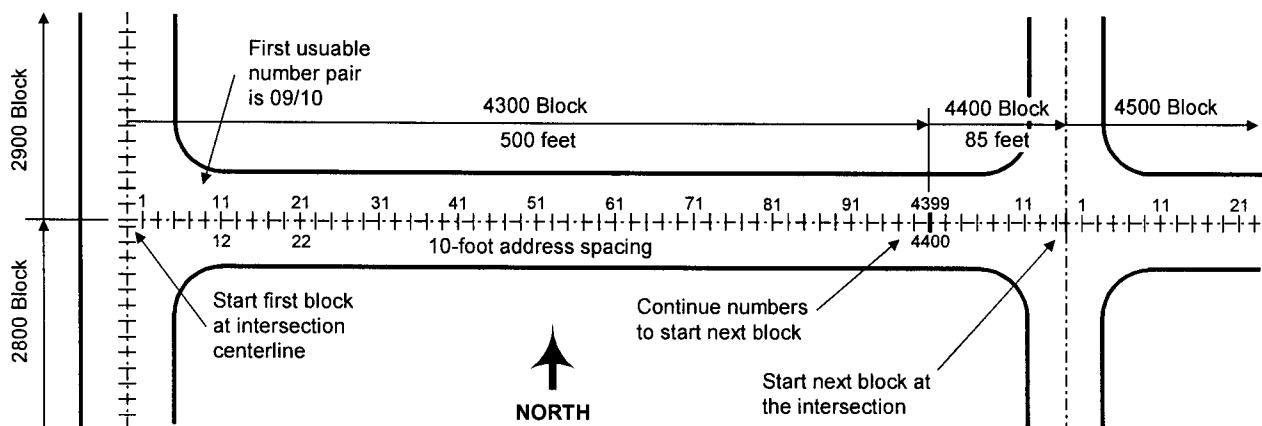 First usuable
number pair
is 09/10
2900 Block
4300 Block
500 feet
4400 Block
85 feet
4500 Block
1 11 21 31 41 51 61 71 81 91 4399 11 1 11 21
12 22 10-foot address spacing 4400
2800 Block
Start first block
at intersection
centerline
Continue numbers
to start next block
Start next block at
the intersection
NORTH